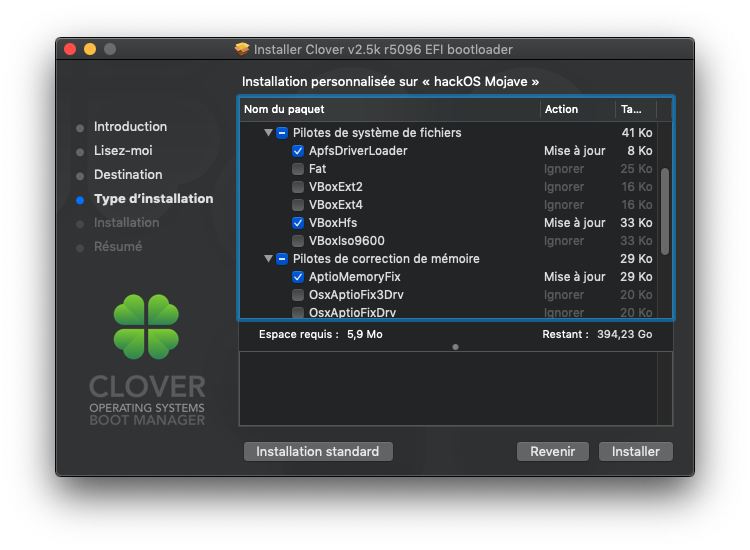 Installer Clover v2.5k r5096 EFI bootloader
Installation personnalisée sur « hackOS Mojave »
Introduction
Lisez-moi
Destination
Type d’installation
Installation
Résumé
CLOVER
OPERATING SYSTEMS
BOOT MANAGER
Nom du paquet Action Ta...
Pilotes de système de fichiers 41 Ko
ApfsDriverLoader Mise à jour 8 Ko
Fat Ignorer 25 Ko
VBoxExt2 Ignorer 16 Ko
VBoxExt4 Ignorer 16 Ko
VBoxHfs Mise à jour 33 Ko
VBoxIso9600 Ignorer 33 Ko
Pilotes de correction de mémoire 29 Ko
AptioMemoryFix Mise à jour 29 Ko
OsxAptioFix3Drv Ignorer 20 Ko
OsxAptioFixDrv Ignorer 20 Ko
Espace requis : 5,9 Mo Restant : 394,23 Go
Installation standard Revenir Installer